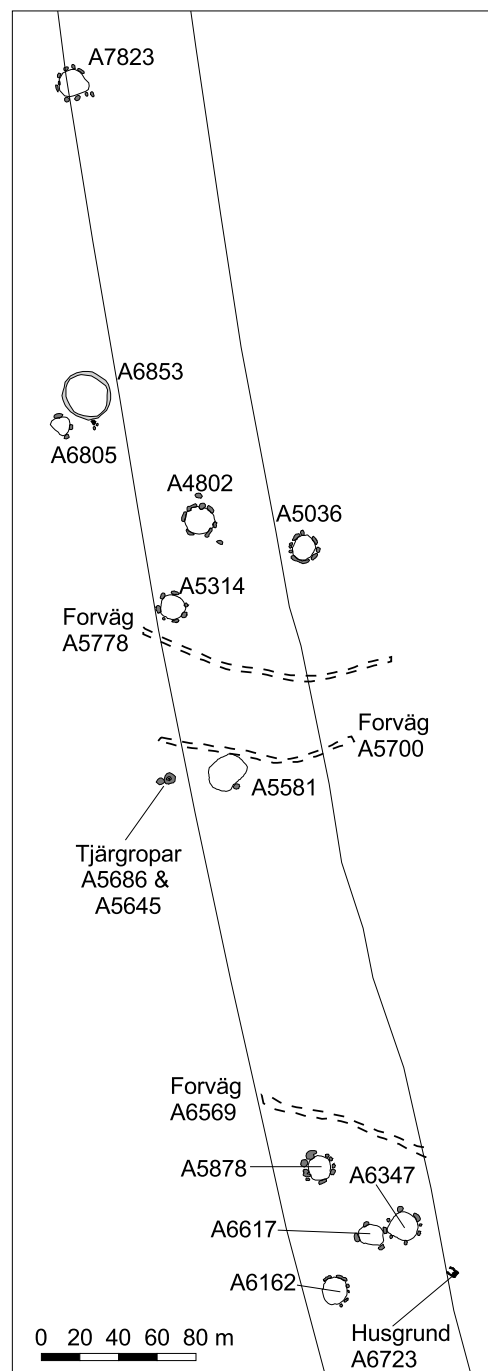 A7823
A6853
A6805
A4802
A5036
A5314
Forväg
A5778
Forväg
A5700
A5581
Tjärgropar
A5686 &
A5645
Forväg
A6569
A5878
A6347
A6617
A6162
Husgrund
A6723
0 20 40 60 80 m